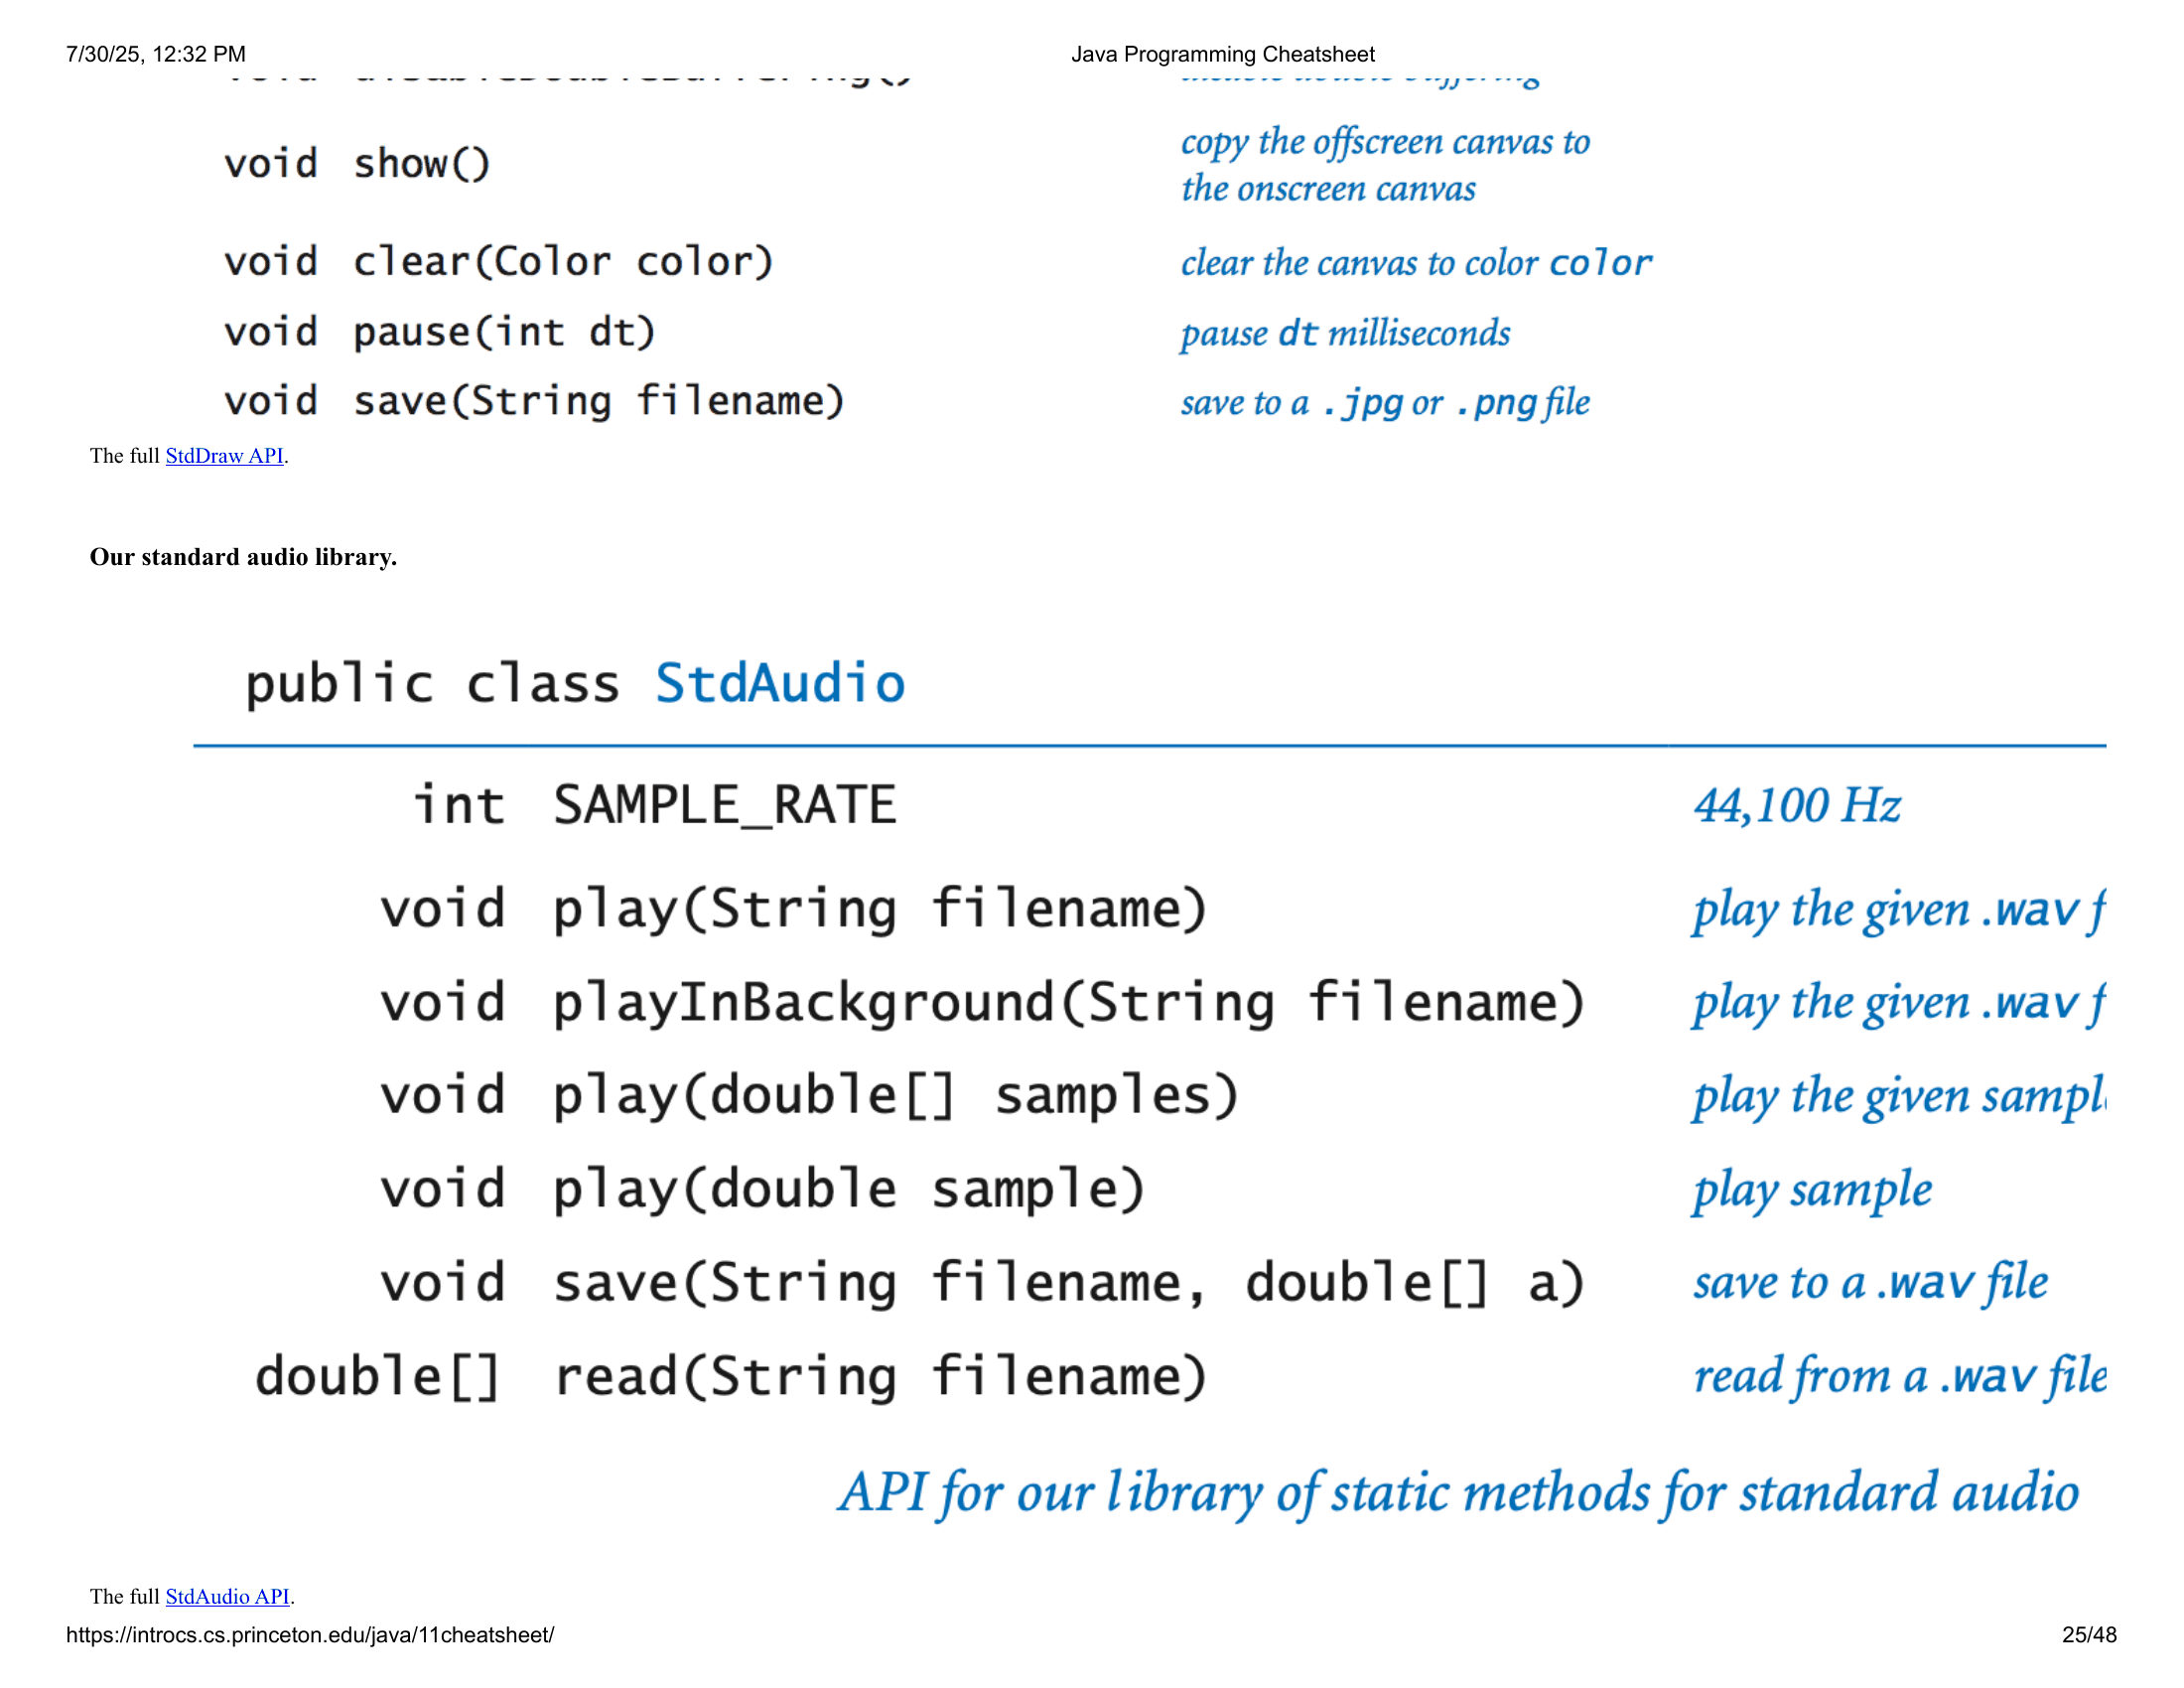 7/30/25, 12:32 PM Java Programming Cheatsheet
void show() copy the offscreen canvas to
the onscreen canvas
void clear(Color color) clear the canvas to color color
void pause(int dt) pause dt milliseconds
void save(String filename) save to a .jpg or .png file
The full StdDraw API.
Our standard audio library.
public class StdAudio
int SAMPLE_RATE 44,100 Hz
void play(String filename) play the given .wav f
void playInBackground(String filename) play the given .wav f
void play(double[] samples) play the given sampl
void play(double sample) play sample
void save(String filename, double[] a) save to a .wav file
double[] read(String filename) read from a .wav file
API for our library of static methods for standard audio
The full StdAudio API.
https://introcs.cs.princeton.edu/java/11cheatsheet/ 25/48